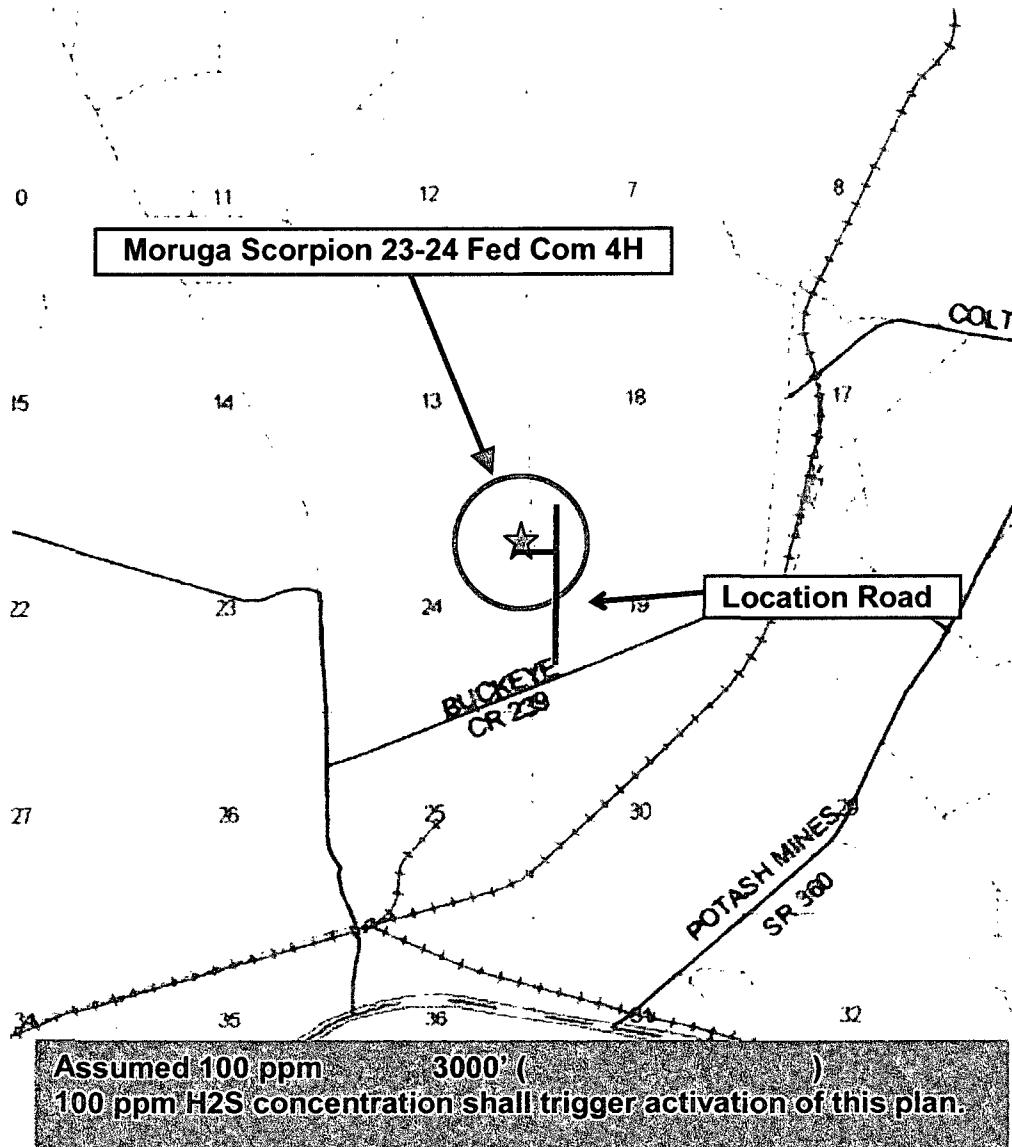 0 11 12 7 8
Moruga Scorpion 23-24 Fed Com 4H
COLT
15 14 13 18 17
22 23 24 19
Location Road
BUCKEYE
CR 239
27 26 25 30 29
POTASH MINES
SR 360
34 35 36 31 32
Assumed 100 ppm 3000' ( )
100 ppm H2S concentration shall trigger activation of this plan.